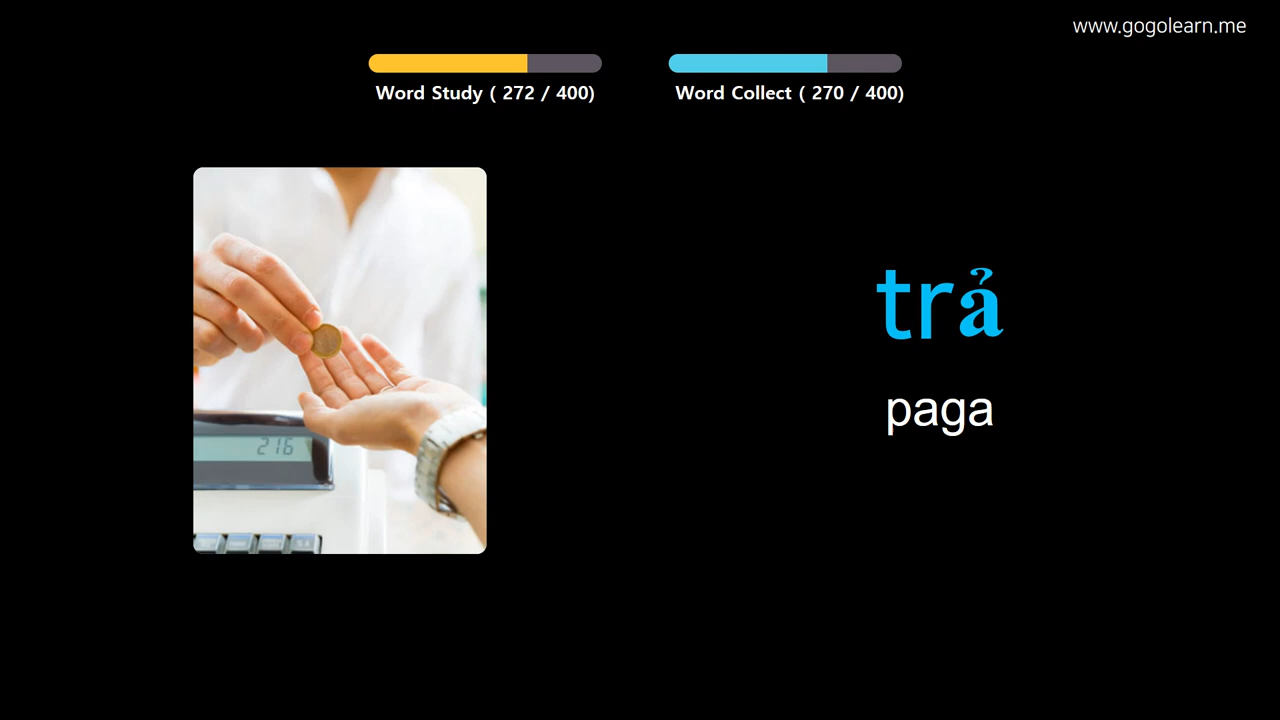 www.gogolearn.me
Word Study ( 272 / 400)
Word Collect ( 270 / 400)
216
trả
paga